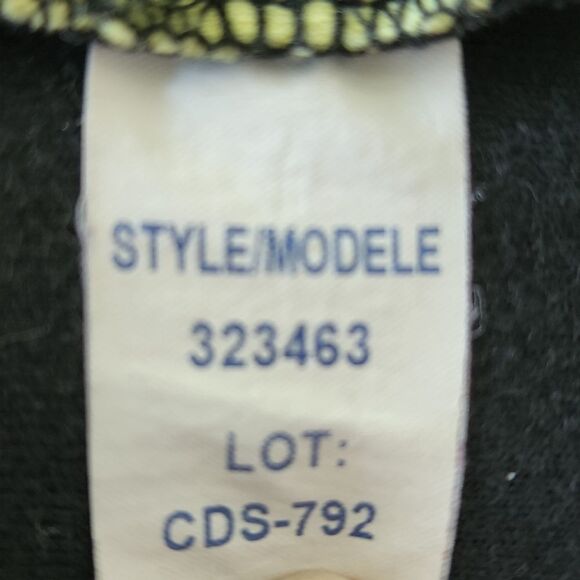 STYLE/MODELE
323463
LOT:
CDS-792